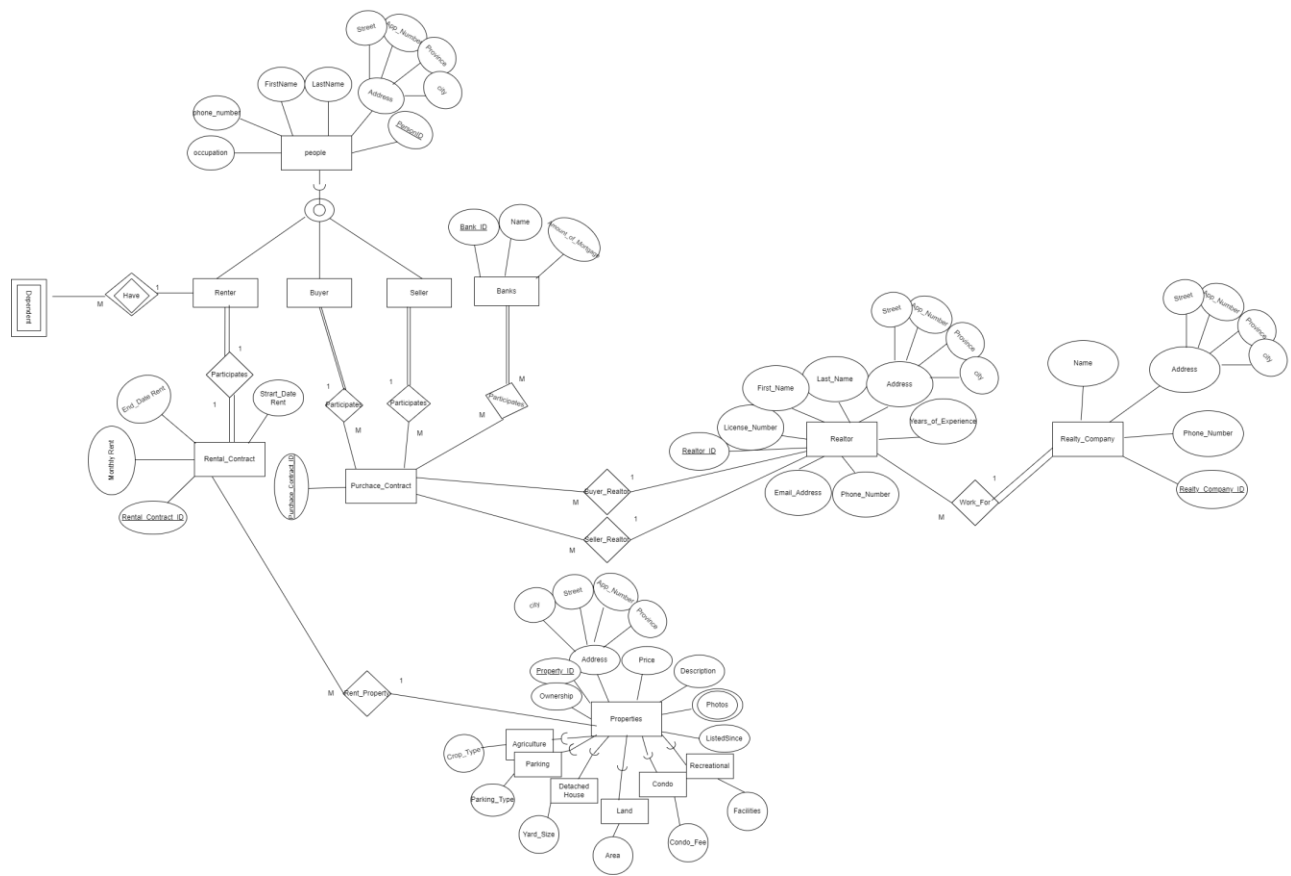 Street
App_Number
Province
city
FirstName
LastName
Address
phone_number
PersonID
occupation
people
Bank_ID
Name
Amount_of_Mortgage
Dependent
M
Have
1
Renter
Buyer
Seller
Banks
Street
App_Number
Province
city
Street
App_Number
Province
city
1
Participates
1
1
Participates
M
1
Participates
M
M
Participates
M
End_Date Rent
Strart_Date
Rent
Monthly Rent
Rental_Contract
Rental_Contract_ID
Purchace_Contract_ID
Purchace_Contract
First_Name
Last_Name
Address
License_Number
Years_of_Experience
Realtor_ID
Realtor
Email_Address
Phone_Number
Name
Address
Realty_Company
Phone_Number
Realty_Company_ID
1
Work_For
M
1
Buyer_Realtor
M
1
Seller_Realtor
M
city
Street
App_Number
Province
Address
Price
Property_ID
Description
Ownership
Photos
M
Rent_Property
1
Properties
ListedSince
Crop_Type
Agriculture
Parking
Recreational
Detached
House
Condo
Parking_Type
Land
Facilities
Yard_Size
Condo_Fee
Area